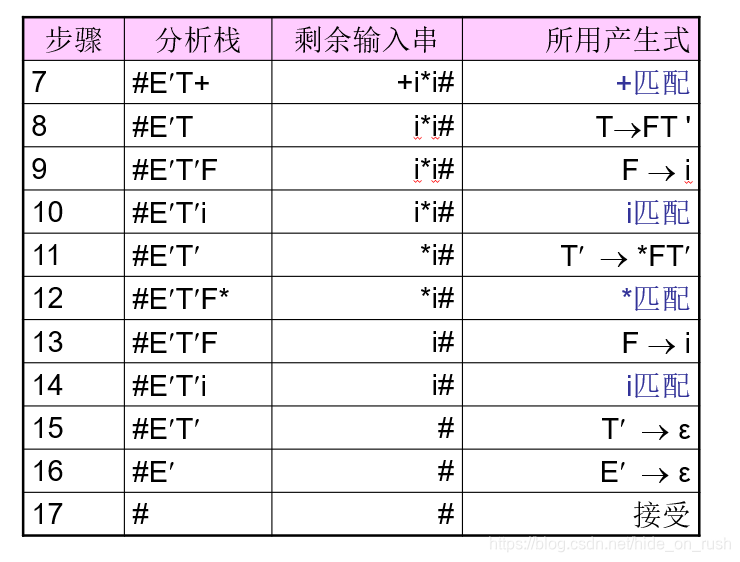 步骤 分析栈 剩余输入串 所用产生式
7 #E′T+ +i*i# +匹配
8 #E′T i*i# T→FT '
9 #E′T′F i*i# F → i
10 #E′T′i i*i# i匹配
11 #E′T′ *i# T′ → *FT′
12 #E′T′F* *i# *匹配
13 #E′T′F i# F → i
14 #E′T′i i# i匹配
15 #E′T′ # T′ → ε
16 #E′ # E′ → ε
17 # # 接受
https://blog.csdn.net/hide_on_rush